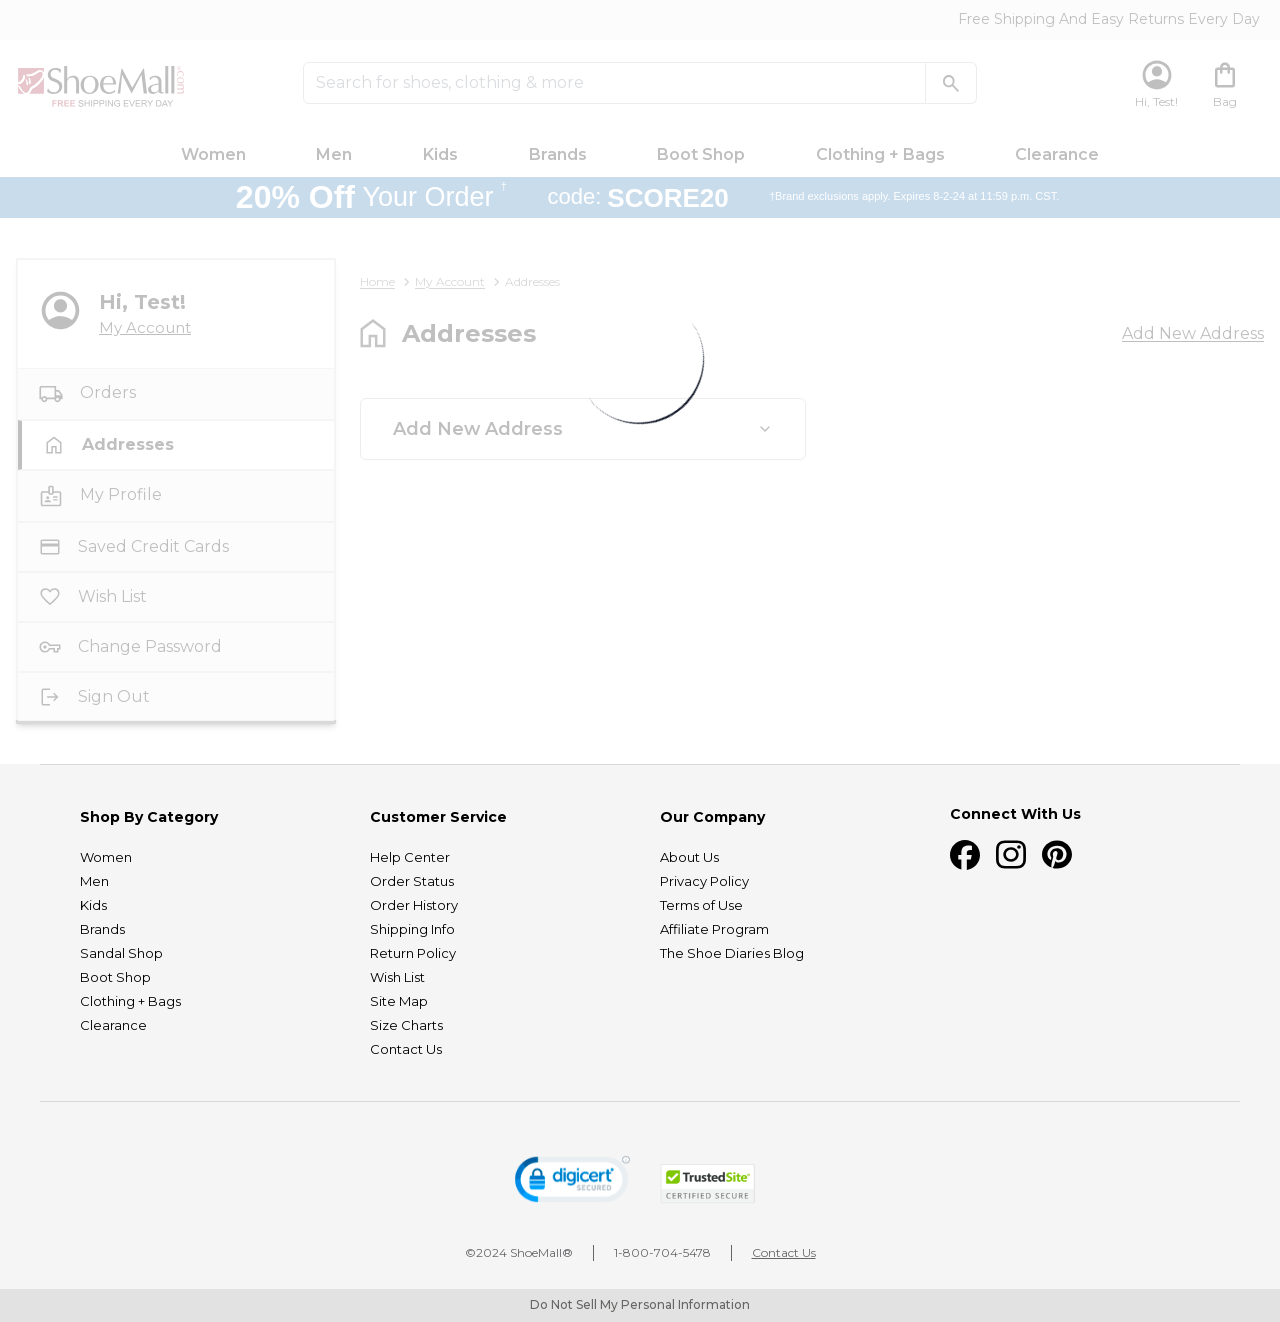 Free Shipping And Easy Returns Every Day
ShoeMall.com
FREE SHIPPING EVERY DAY
Search for shoes, clothing & more
Hi, Test!
Bag
Women
Men
Kids
Brands
Boot Shop
Clothing + Bags
Clearance
20% Off Your Order † code: SCORE20 †Brand exclusions apply. Expires 8-2-24 at 11:59 p.m. CST.
Hi, Test!
My Account
Orders
Addresses
My Profile
Saved Credit Cards
Wish List
Change Password
Sign Out
Home > My Account > Addresses
Addresses
Add New Address
Add New Address
Shop By Category
Women
Men
Kids
Brands
Sandal Shop
Boot Shop
Clothing + Bags
Clearance
Customer Service
Help Center
Order Status
Order History
Shipping Info
Return Policy
Wish List
Site Map
Size Charts
Contact Us
Our Company
About Us
Privacy Policy
Terms of Use
Affiliate Program
The Shoe Diaries Blog
Connect With Us
digicert
SECURED
TrustedSite
CERTIFIED SECURE
©2024 ShoeMall®
1-800-704-5478
Contact Us
Do Not Sell My Personal Information